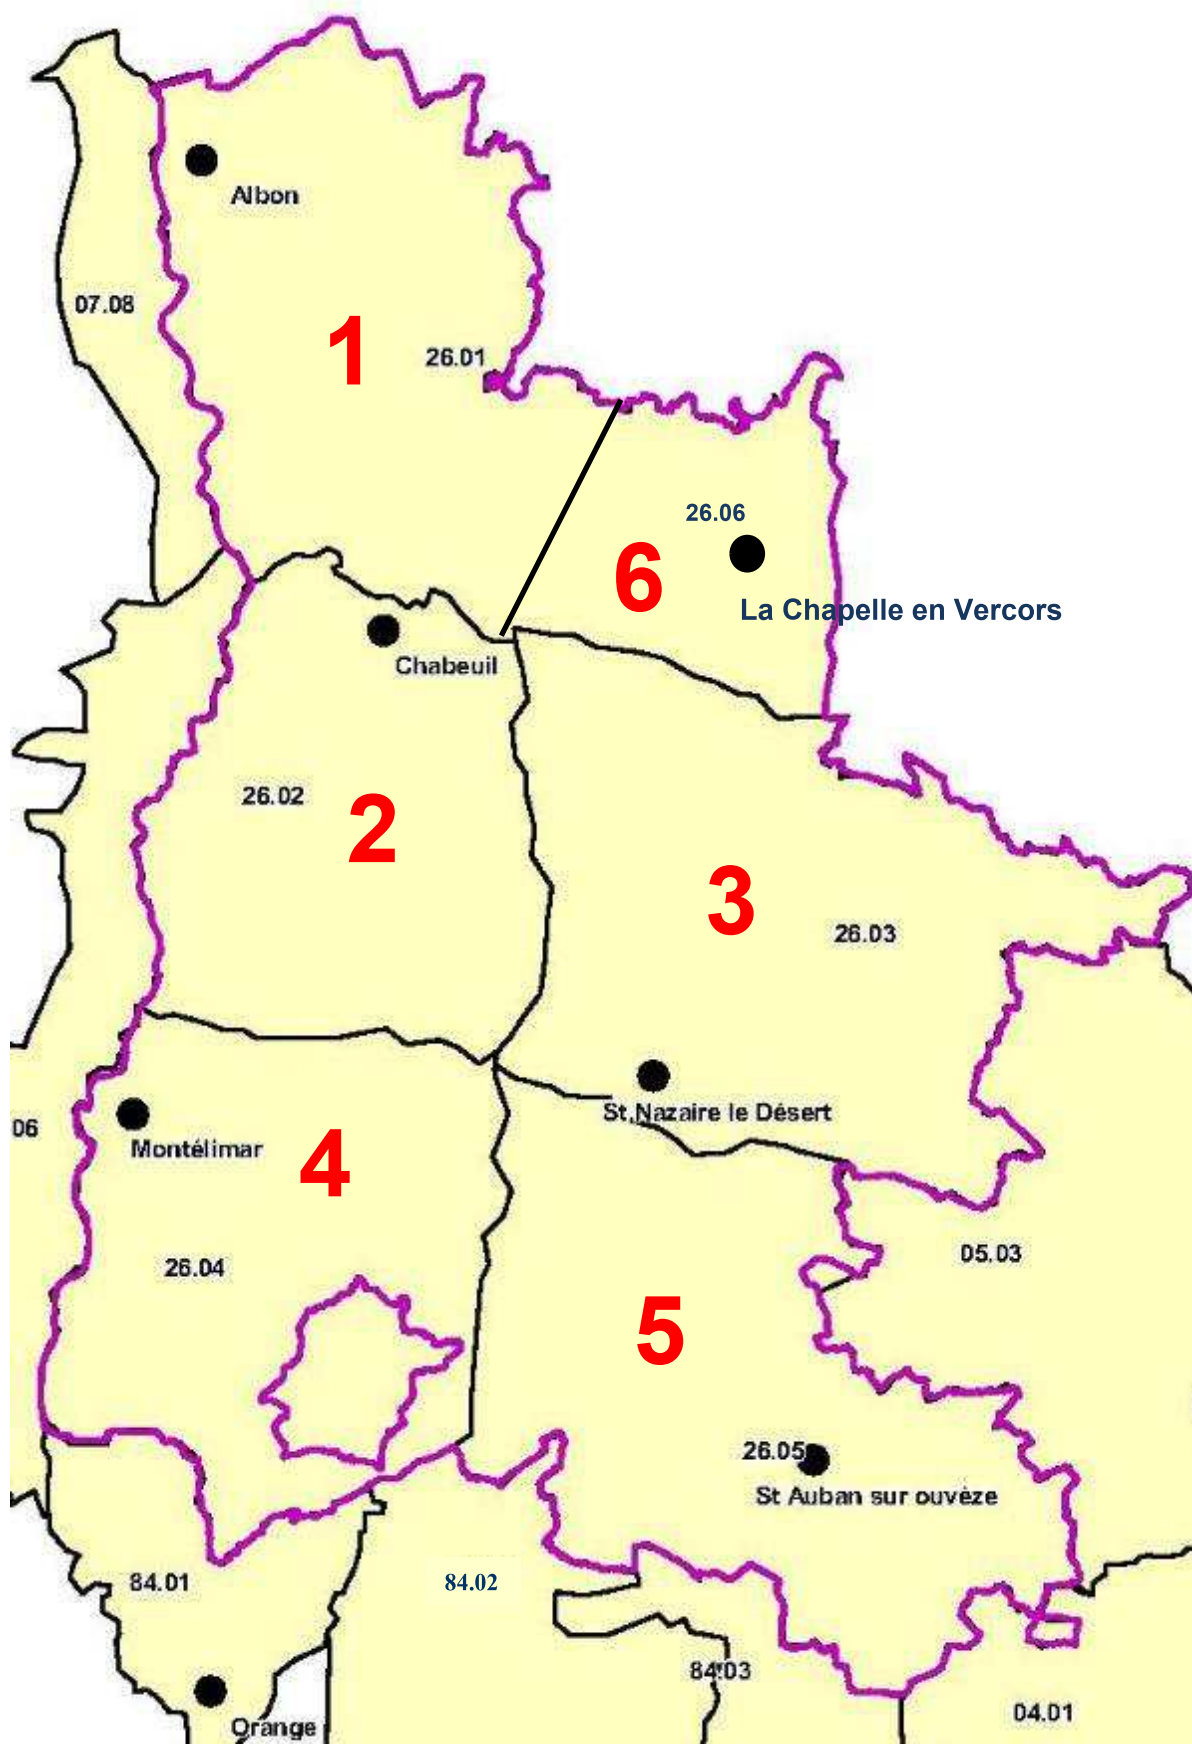 Albon
07.08
1
26.01
26.06
6
La Chapelle en Vercors
Chabeuil
26.02
2
3
26.03
St Nazaire le Désert
06
Montélimar
4
26.04
05.03
5
26.05
St Auban sur ouvèze
84.01
84.02
84.03
04.01
Orange